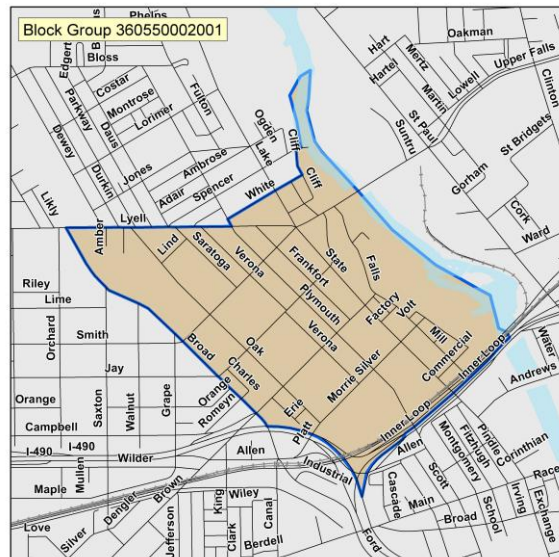 Block Group 360550002001
Phelps
Oakman
Edgert
Bloss
Hart
Mertz
Hartel
Lowell
Upper Falls
Martin
Clinton
Costar
Montrose
Lorimer
Parkway
Daus
Fulton
Dewey
Ogden
Cliff
St Paul
Suntru
St Bridgets
Durkin
Jones
Ambrose
Lake
Adair
Spencer
White
Cliff
Gorham
Likly
Amber
Lyell
Cork
Ward
Lind
Saratoga
Verona
Frankfort
State
Falls
Riley
Lime
Plymouth
Factory
Volt
Orchard
Smith
Broad
Oak
Verona
Mill
Commercial
Inner Loop
Water
Jay
Charles
Morrie Silver
Andrews
Orange
Saxton
Walnut
Grape
Orange
Romeyn
Erie
Platt
Campbell
Inner Loop
I-490
I-490
Wilder
Allen
Allen
Pindle
Fitzhugh
Montgomery
Corinthian
Mullen
Industrial
Scott
Cascade
Race
Maple
Brown
Dengler
Wiley
King
Main
Irving
Exchange
Love
Silver
Jefferson
Clark
Canal
Broad
School
Berdell
Ford